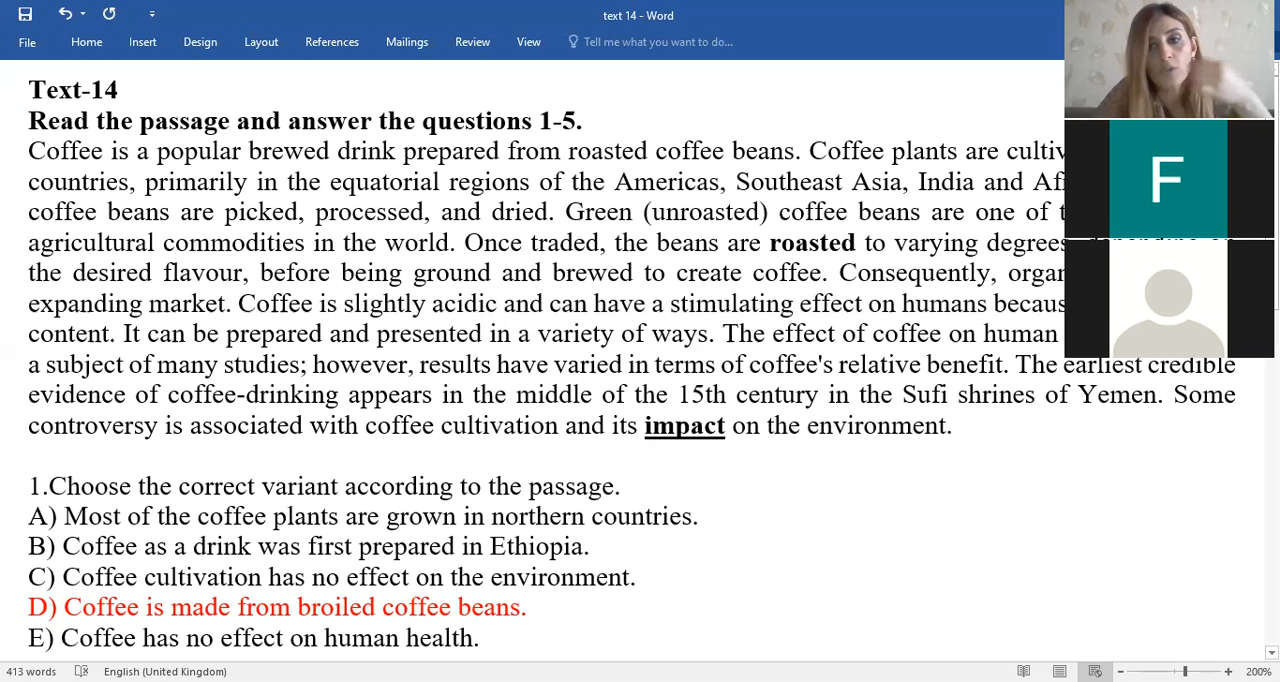 text 14 - Word
File Home Insert Design Layout References Mailings Review View Tell me what you want to do...
Text-14
Read the passage and answer the questions 1-5.
Coffee is a popular brewed drink prepared from roasted coffee beans. Coffee plants are
countries, primarily in the equatorial regions of the Americas, Southeast Asia, India and
coffee beans are picked, processed, and dried. Green (unroasted) coffee beans are one of
agricultural commodities in the world. Once traded, the beans are roasted to varying degrees,
the desired flavour, before being ground and brewed to create coffee. Consequently,
expanding market. Coffee is slightly acidic and can have a stimulating effect on humans
content. It can be prepared and presented in a variety of ways. The effect of coffee on human
a subject of many studies; however, results have varied in terms of coffee's relative benefit. The earliest credible
evidence of coffee-drinking appears in the middle of the 15th century in the Sufi shrines of Yemen. Some
controversy is associated with coffee cultivation and its impact on the environment.
1.Choose the correct variant according to the passage.
A) Most of the coffee plants are grown in northern countries.
B) Coffee as a drink was first prepared in Ethiopia.
C) Coffee cultivation has no effect on the environment.
D) Coffee is made from broiled coffee beans.
E) Coffee has no effect on human health.
F
413 words English (United Kingdom) 200%